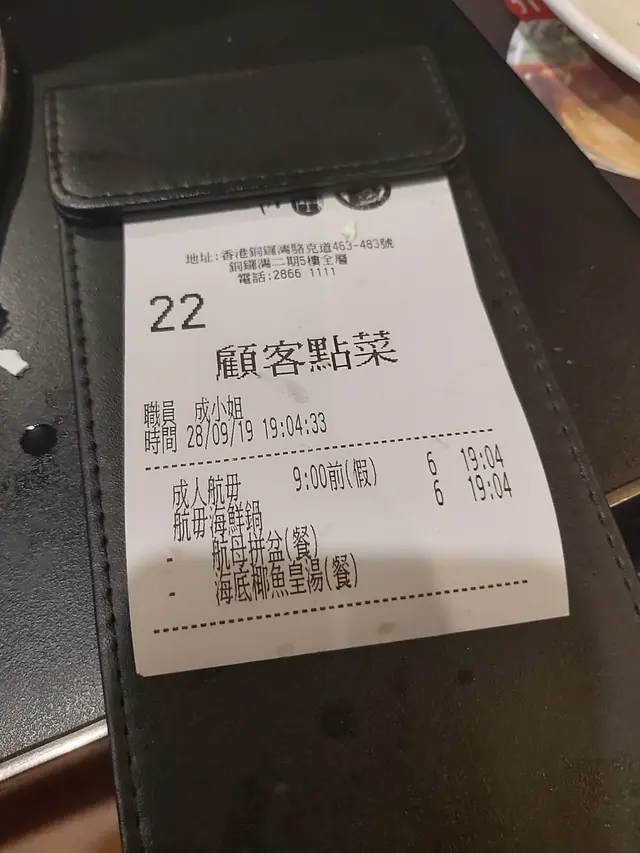 地址:香港銅鑼灣駱克道463-483號
銅鑼灣二期5樓全層
電話:2866 1111
22
顧客點菜
職員 成小姐
時間 28/09/19 19:04:33
成人航毋 9:00前(假) 6 19:04
航毋海鮮鍋 6 19:04
- 航母拼盆(餐)
- 海底椰魚皇湯(餐)